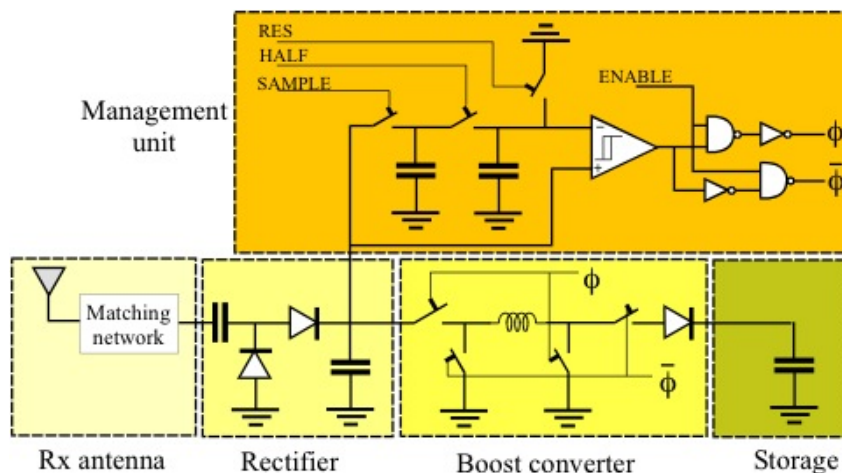 RES
HALF
SAMPLE
ENABLE
Management
unit
ϕ
ϕ̅
Matching
network
ϕ
ϕ̅
Rx antenna
Rectifier
Boost converter
Storage
- 
+